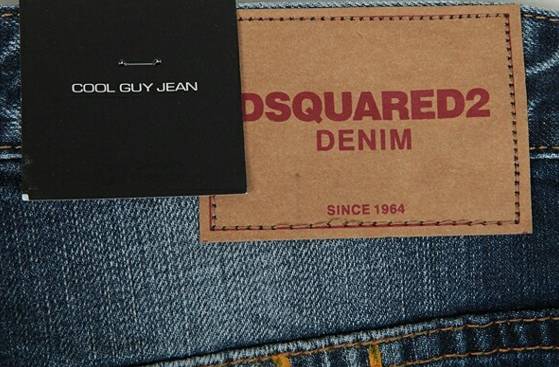 COOL GUY JEAN
DSQUARED2
DENIM
SINCE 1964